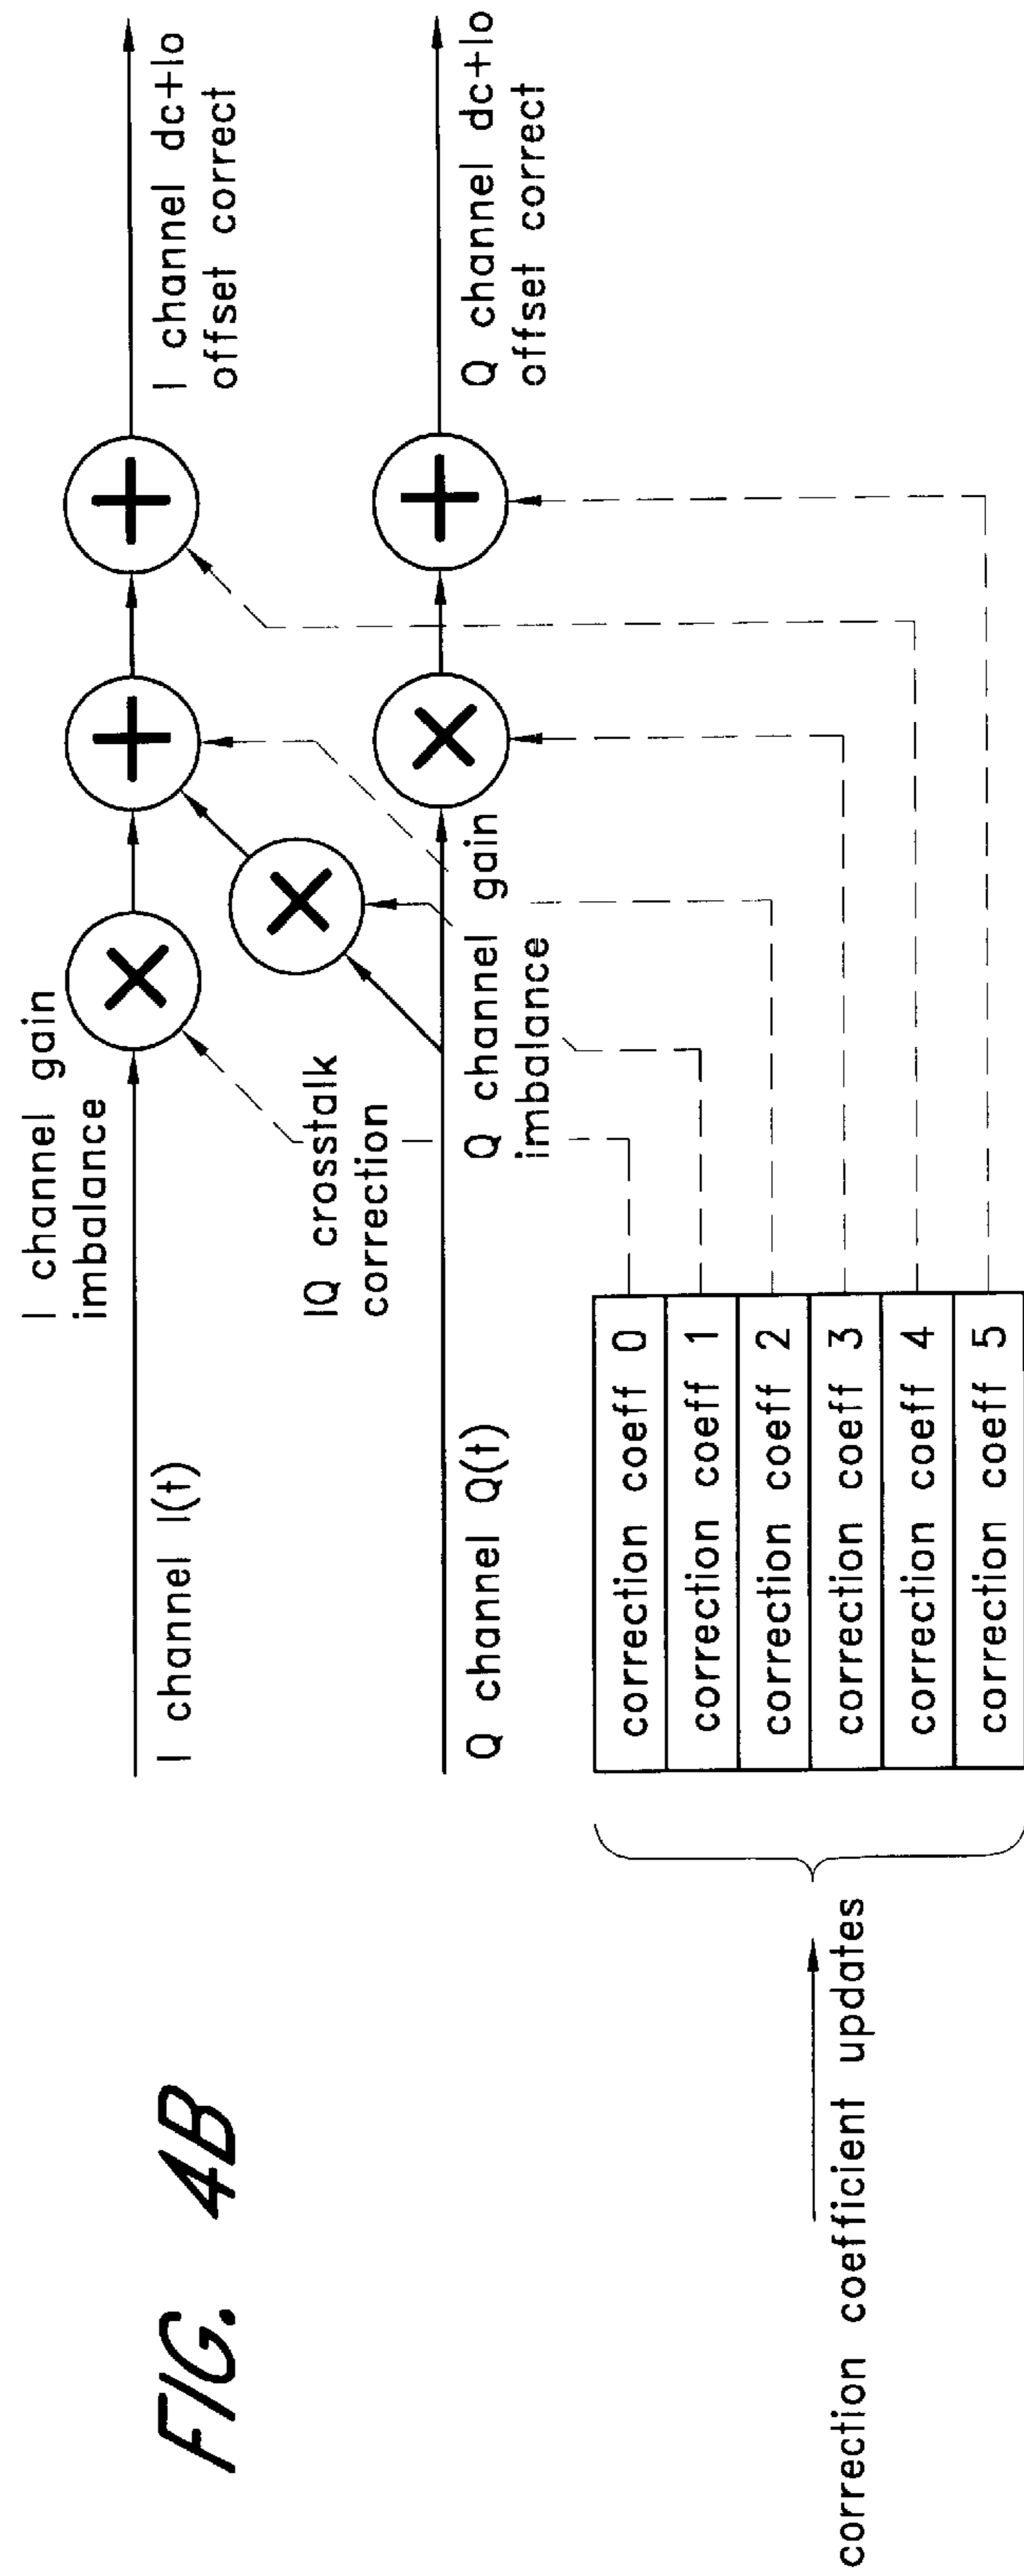 FIG. 4B
I channel gain
imbalance
I channel I(t)
I channel dc+lo
offset correct
IQ crosstalk
correction
Q channel Q(t)
Q channel gain
imbalance
Q channel dc+lo
offset correct
correction coeff 0
correction coeff 1
correction coeff 2
correction coeff 3
correction coeff 4
correction coeff 5
correction coefficient updates